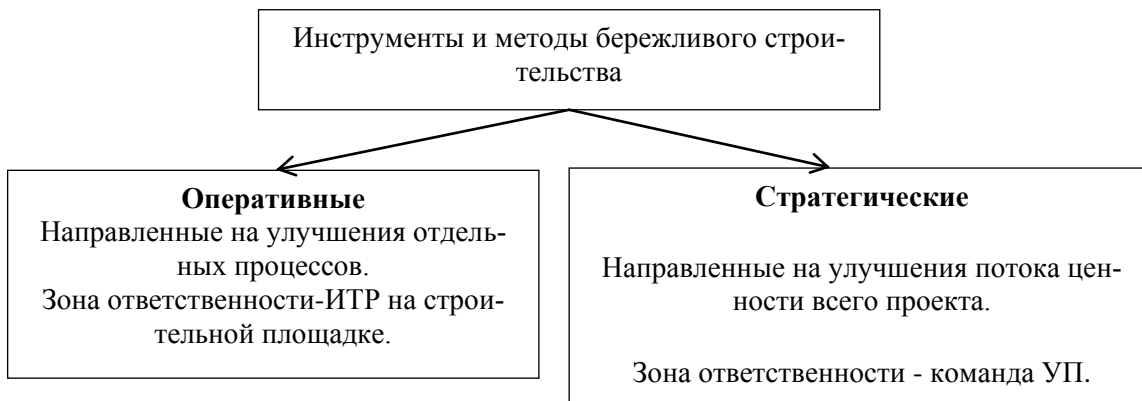 Инструменты и методы бережливого строи-
тельства
Оперативные
Направленные на улучшения отдель-
ных процессов.
Зона ответственности-ИТР на строи-
тельной площадке.
Стратегические
Направленные на улучшения потока цен-
ности всего проекта.
Зона ответственности - команда УП.